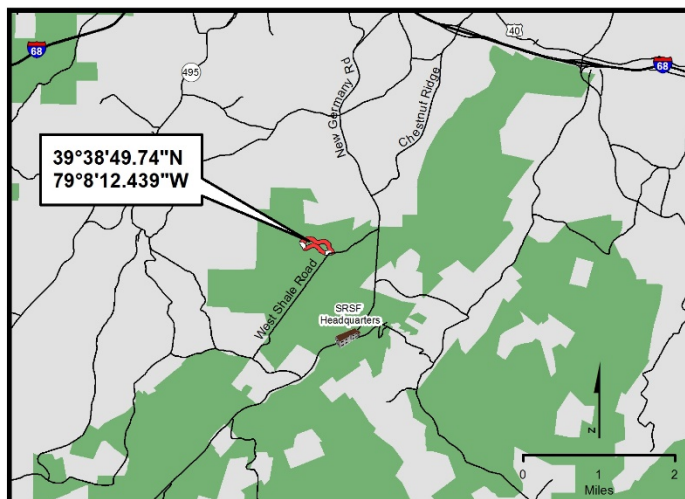 40
68
68
495
New Germany Rd
Chestnut Ridge
39°38'49.74"N
79°8'12.439"W
West Shale Road
SRSF
Headquarters
N
0 1 2
Miles